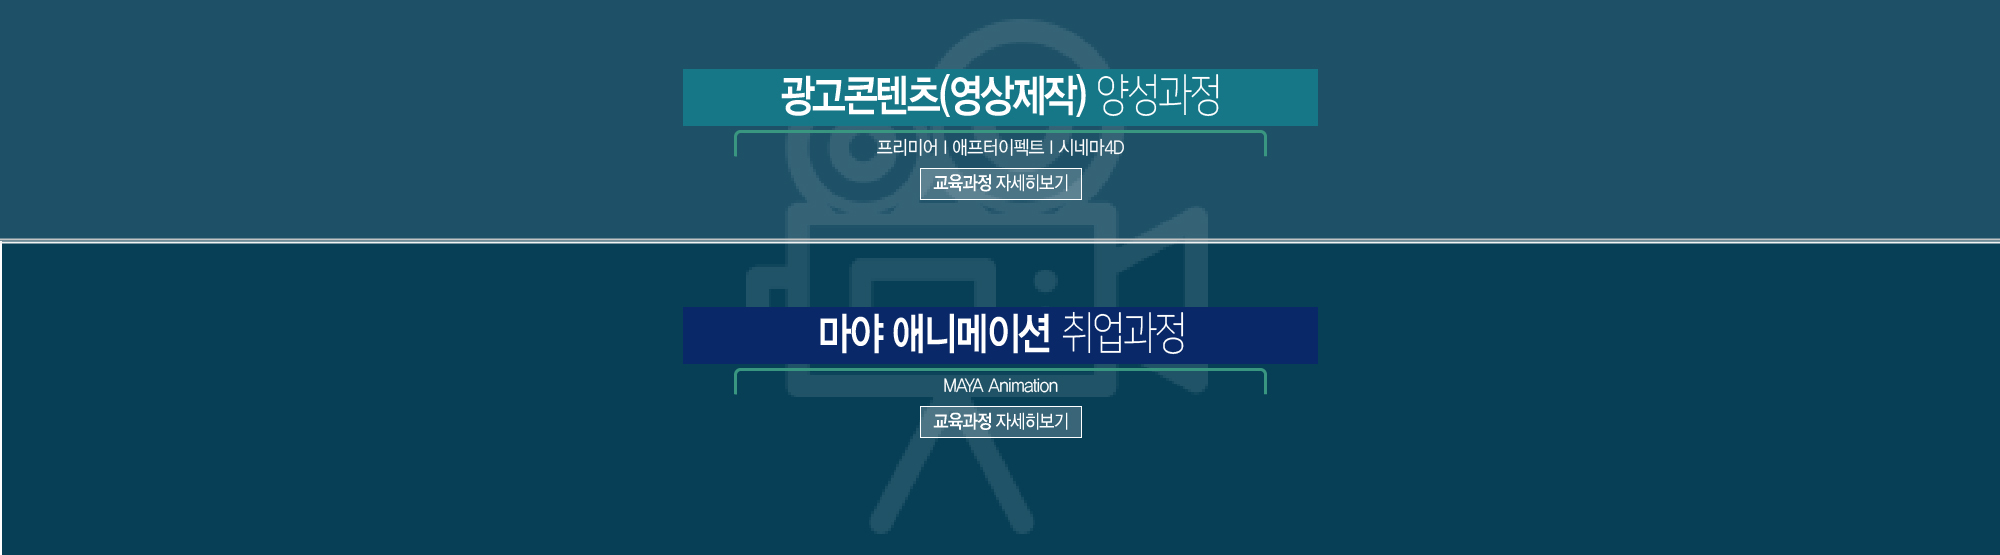 광고콘텐츠(영상제작) 양성과정
프리미어 | 애프터이펙트 | 시네마4D
교육과정 자세히보기
마야 애니메이션 취업과정
MAYA Animation
교육과정 자세히보기